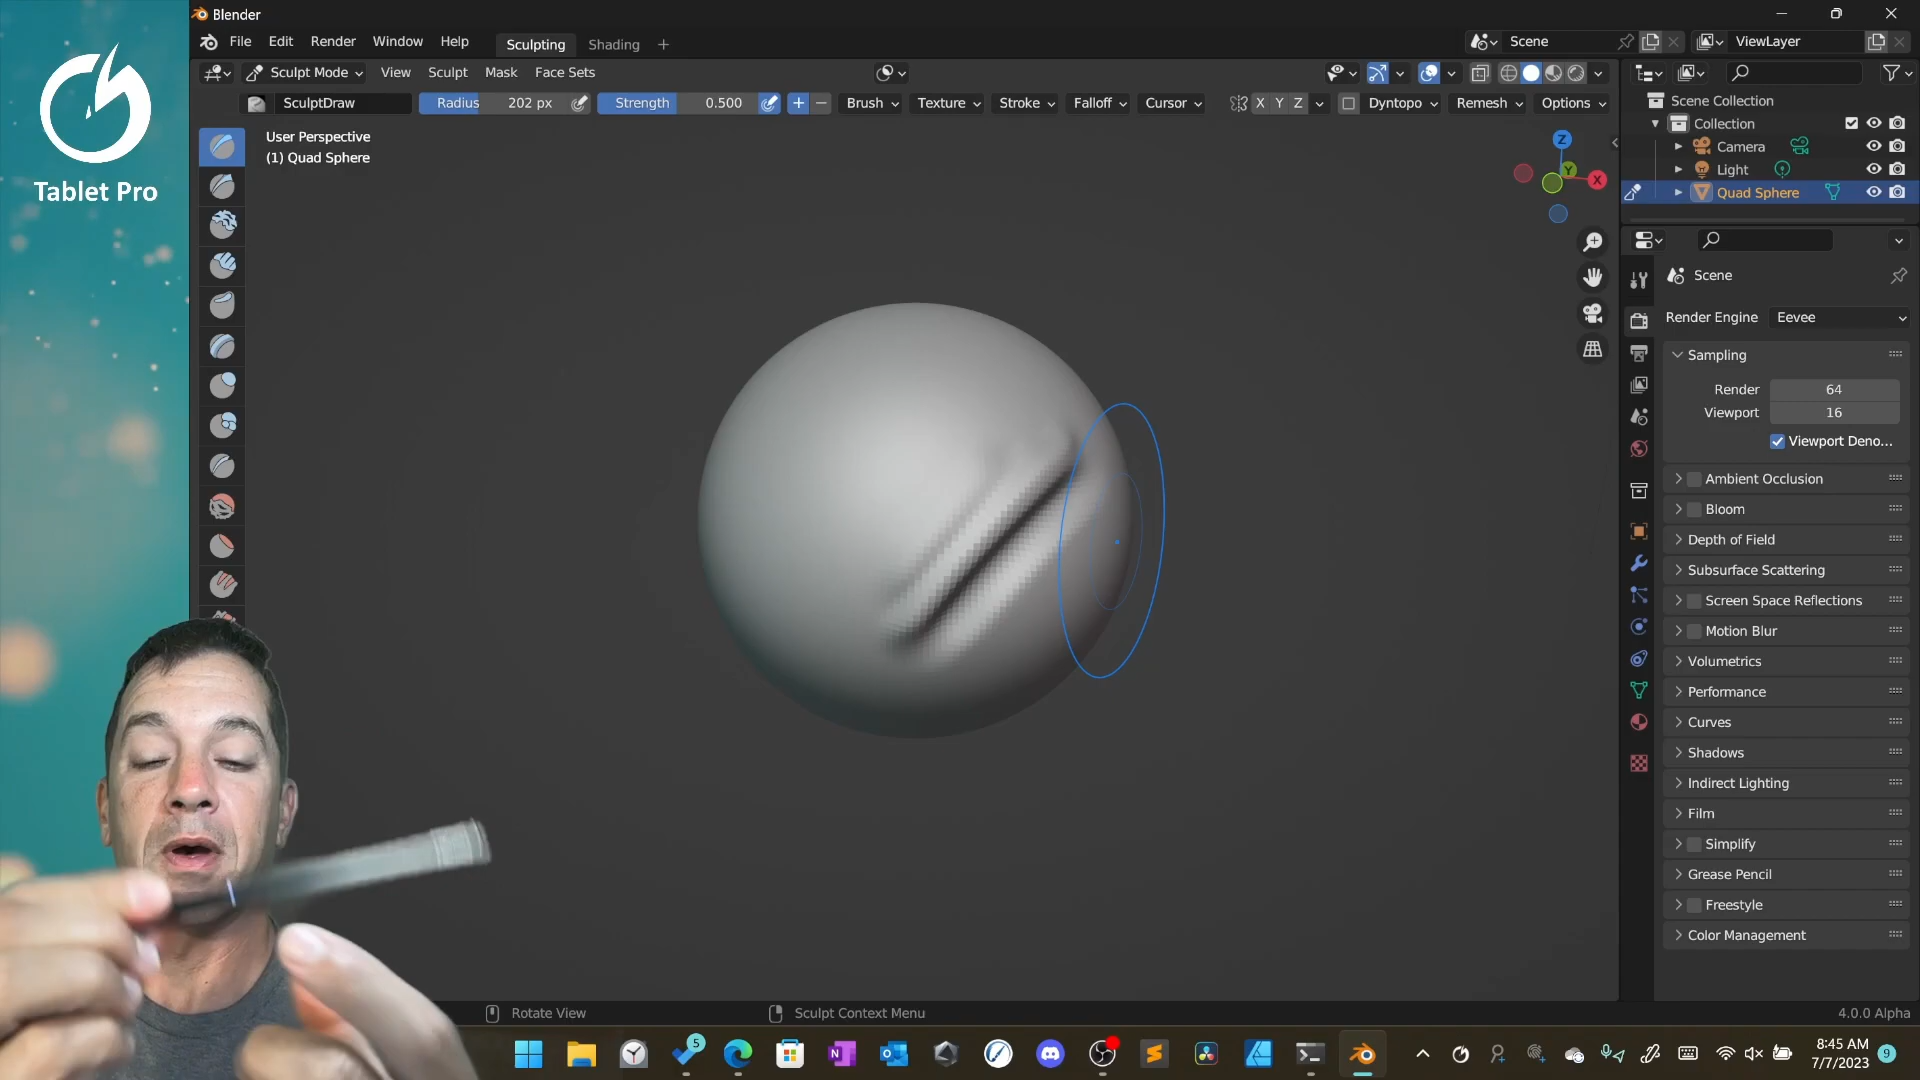 Tablet Pro
Blender
File Edit Render Window Help Sculpting Shading + Scene ViewLayer
Sculpt Mode View Sculpt Mask Face Sets
SculptDraw Radius 202 px Strength 0.500 Brush Texture Stroke Falloff Cursor X Y Z Dyntopo Remesh Options
User Perspective
(1) Quad Sphere
Z
Y
X
Scene Collection
Collection
Camera
Light
Quad Sphere
Scene
Render Engine Eevee
Sampling
Render 64
Viewport 16
Viewport Deno...
Ambient Occlusion
Bloom
Depth of Field
Subsurface Scattering
Screen Space Reflections
Motion Blur
Volumetrics
Performance
Curves
Shadows
Indirect Lighting
Film
Simplify
Grease Pencil
Freestyle
Color Management
Rotate View Sculpt Context Menu 4.0.0 Alpha
5
N
S
8:45 AM
7/7/2023
9